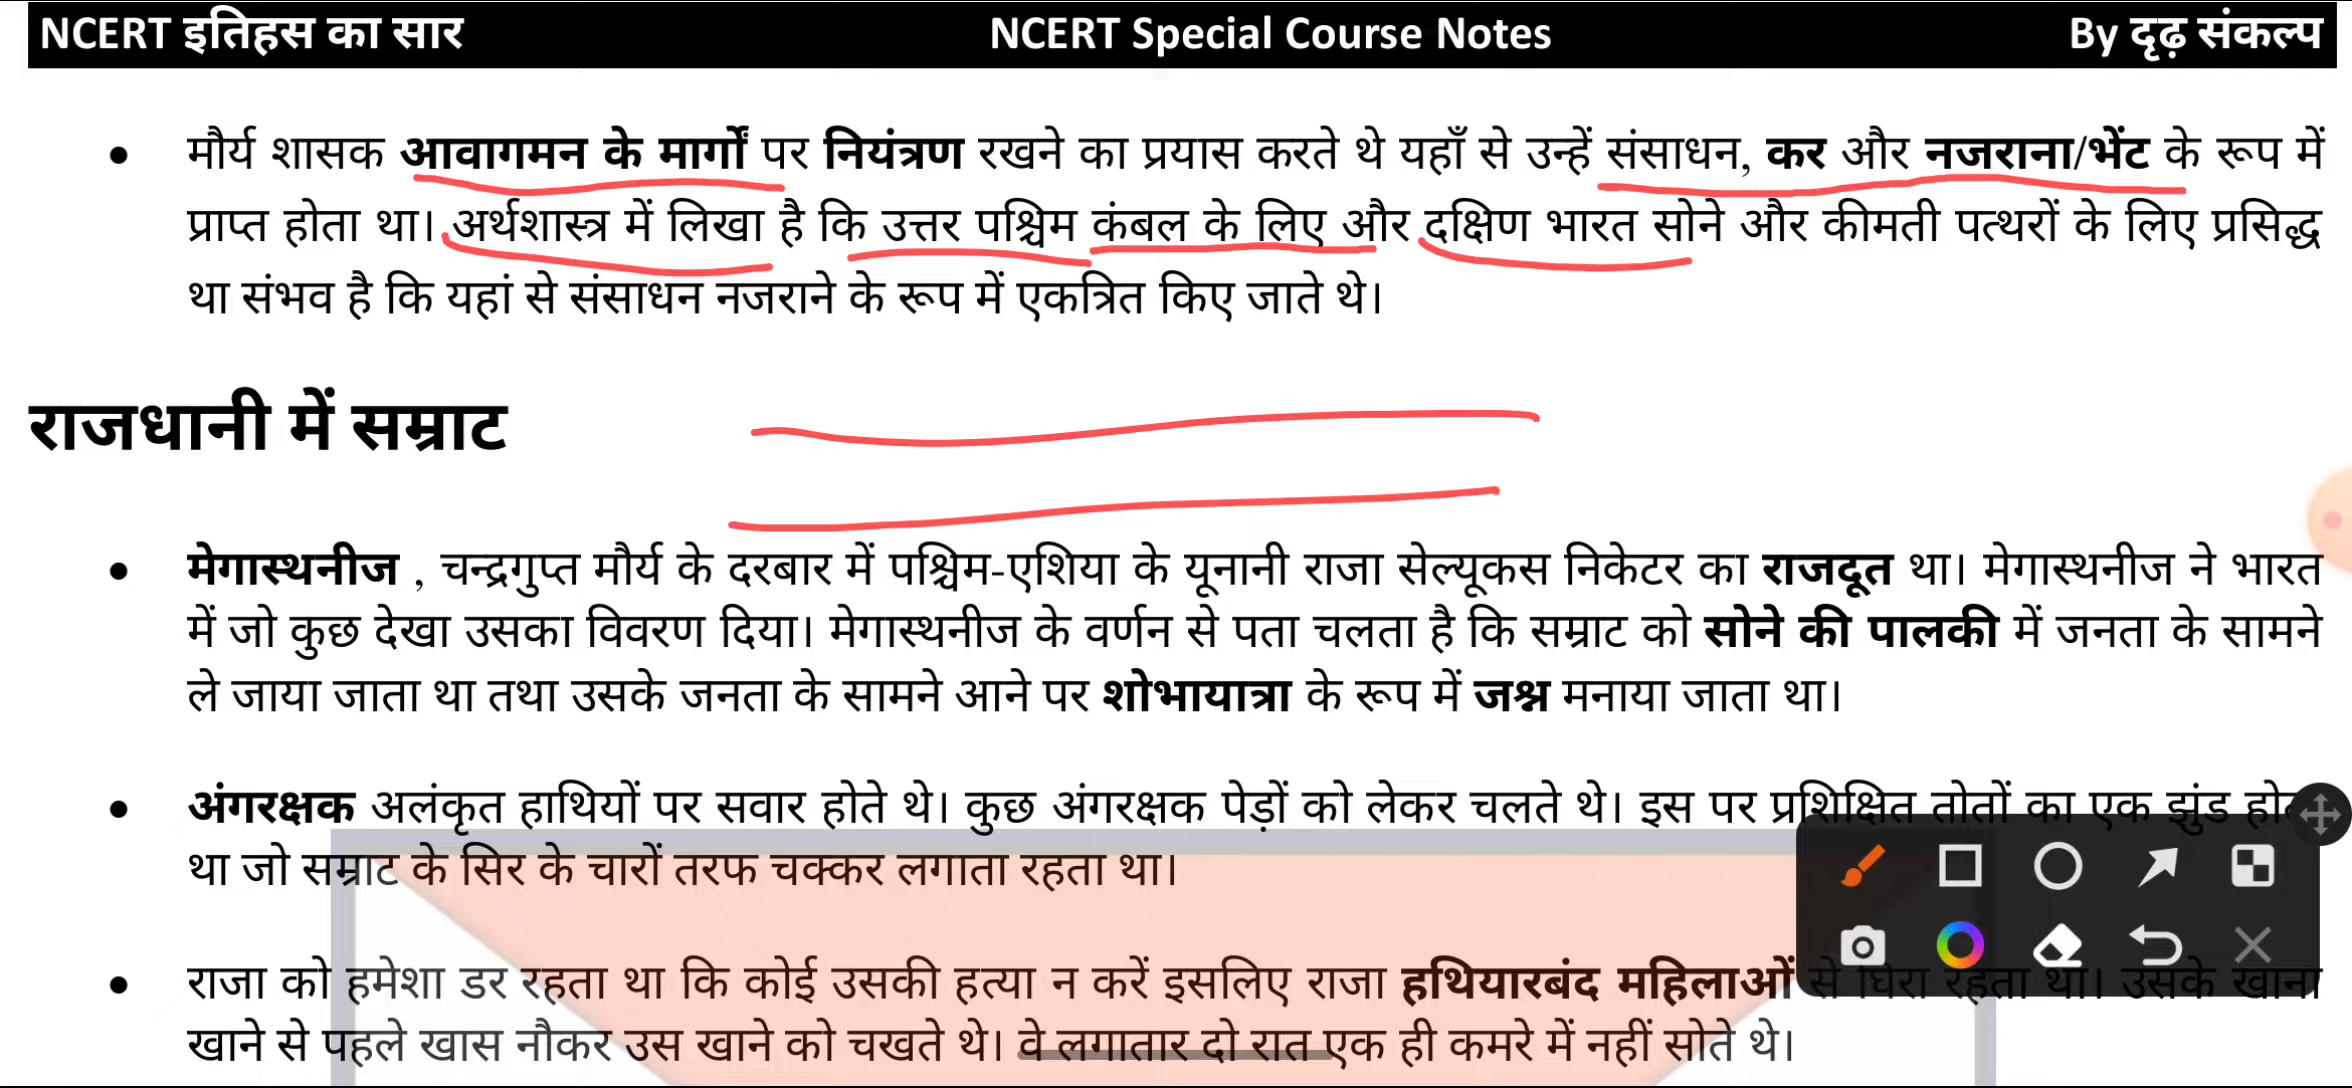 NCERT इतिहस का सार NCERT Special Course Notes By दृढ़ संकल्प
• मौर्य शासक आवागमन के मार्गों पर नियंत्रण रखने का प्रयास करते थे यहाँ से उन्हें संसाधन, कर और नजराना/भेंट के रूप में
प्राप्त होता था। अर्थशास्त्र में लिखा है कि उत्तर पश्चिम कंबल के लिए और दक्षिण भारत सोने और कीमती पत्थरों के लिए प्रसिद्ध
था संभव है कि यहां से संसाधन नजराने के रूप में एकत्रित किए जाते थे।
राजधानी में सम्राट
• मेगास्थनीज , चन्द्रगुप्त मौर्य के दरबार में पश्चिम-एशिया के यूनानी राजा सेल्यूकस निकेटर का राजदूत था। मेगास्थनीज ने भारत
में जो कुछ देखा उसका विवरण दिया। मेगास्थनीज के वर्णन से पता चलता है कि सम्राट को सोने की पालकी में जनता के सामने
ले जाया जाता था तथा उसके जनता के सामने आने पर शोभायात्रा के रूप में जश्न मनाया जाता था।
• अंगरक्षक अलंकृत हाथियों पर सवार होते थे। कुछ अंगरक्षक पेड़ों को लेकर चलते थे। इस पर प्रशिक्षित तोतों का एक झुंड
था जो सम्राट के सिर के चारों तरफ चक्कर लगाता रहता था।
• राजा को हमेशा डर रहता था कि कोई उसकी हत्या न करें इसलिए राजा हथियारबंद महिलाओं से घिरा रहता था। उसके खाना
खाने से पहले खास नौकर उस खाने को चखते थे। वे लगातार दो रात एक ही कमरे में नहीं सोते थे।